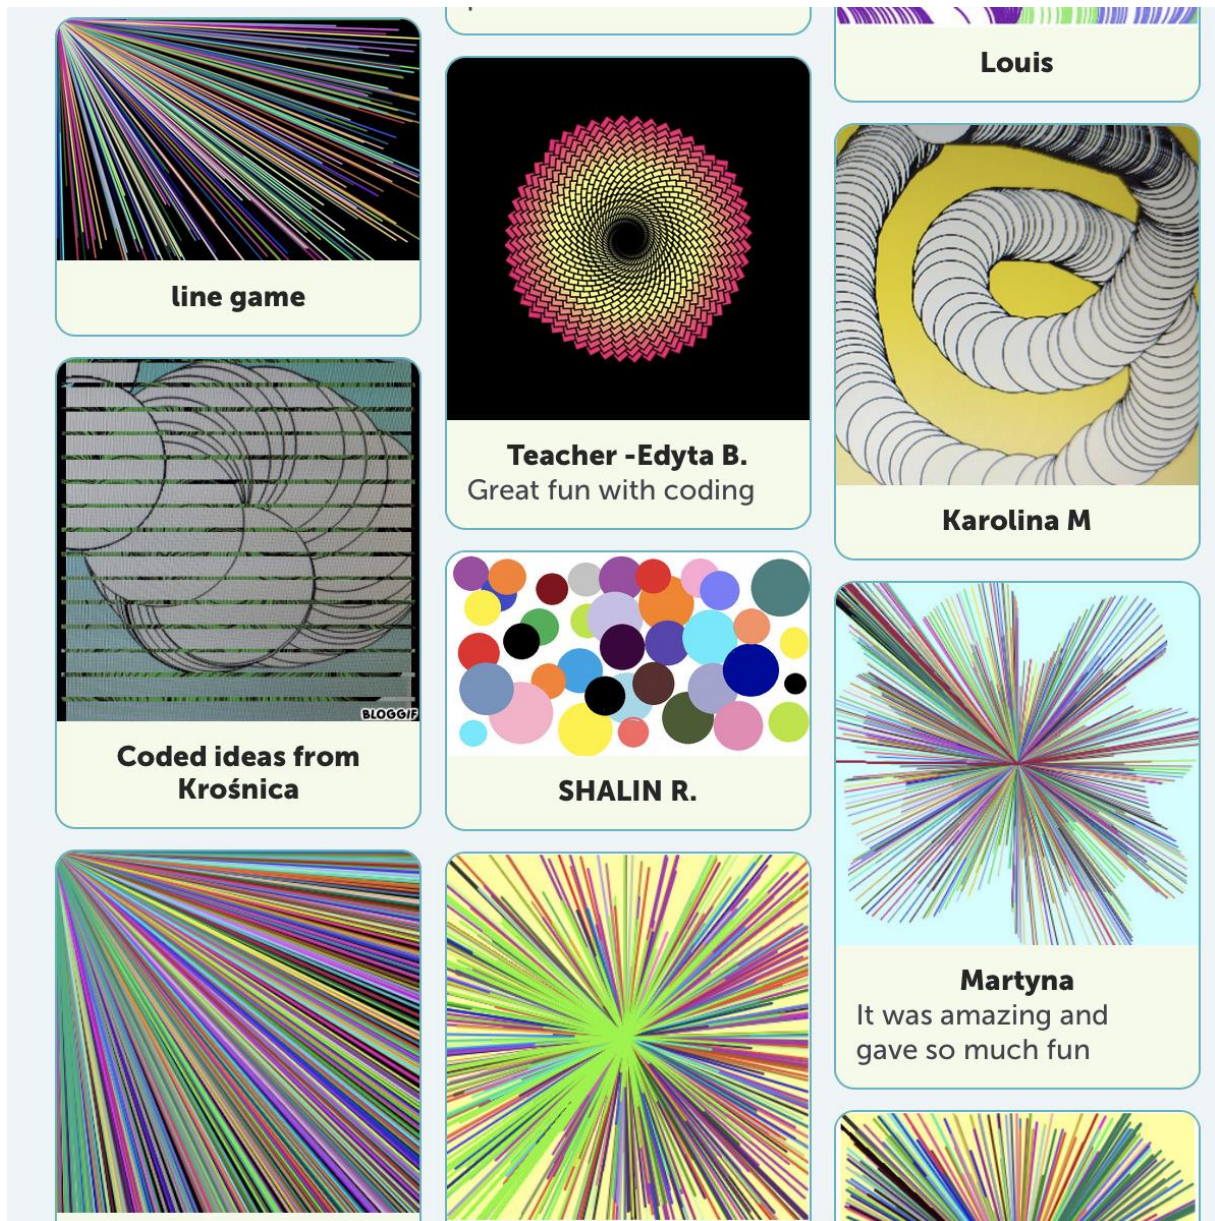 line game
BLOGGIF
Coded ideas from
Krośnica
Teacher -Edyta B.
Great fun with coding
SHALIN R.
Louis
Karolina M
Martyna
It was amazing and
gave so much fun